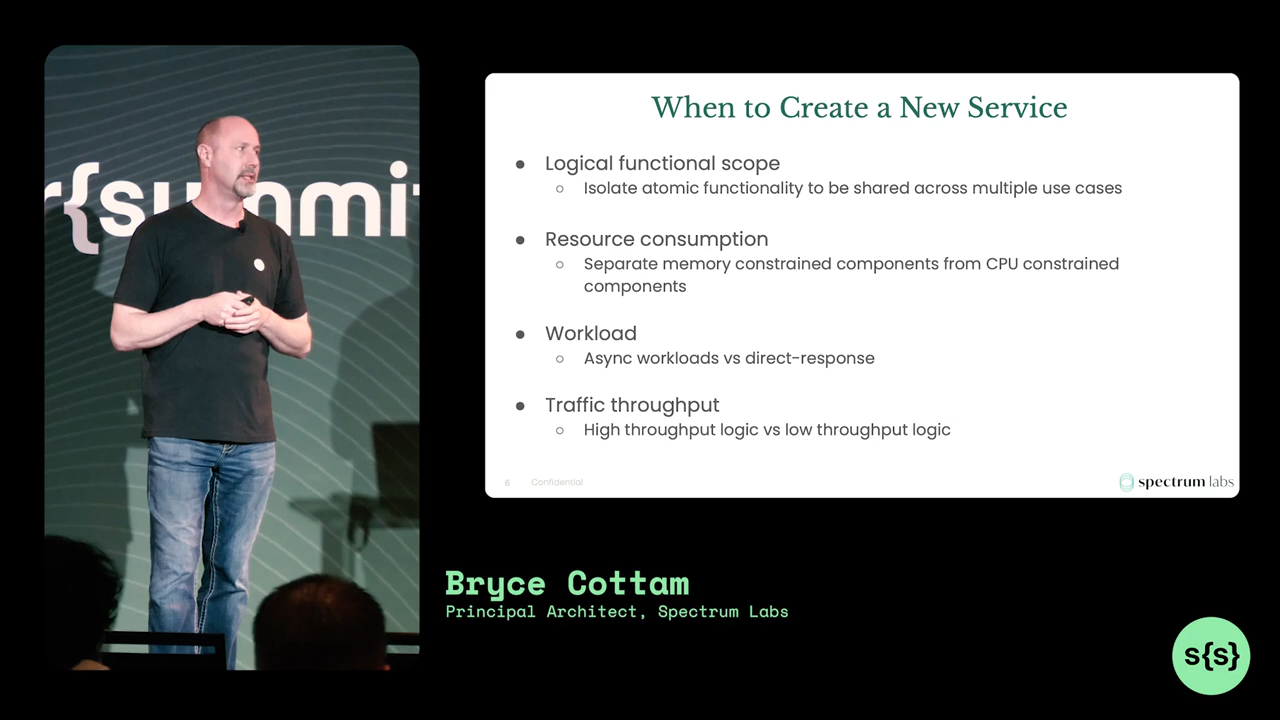 r{summit
When to Create a New Service
● Logical functional scope
○ Isolate atomic functionality to be shared across multiple use cases
● Resource consumption
○ Separate memory constrained components from CPU constrained
components
● Workload
○ Async workloads vs direct-response
● Traffic throughput
○ High throughput logic vs low throughput logic
6 Confidential
spectrum labs
Bryce Cottam
Principal Architect, Spectrum Labs
s{s}